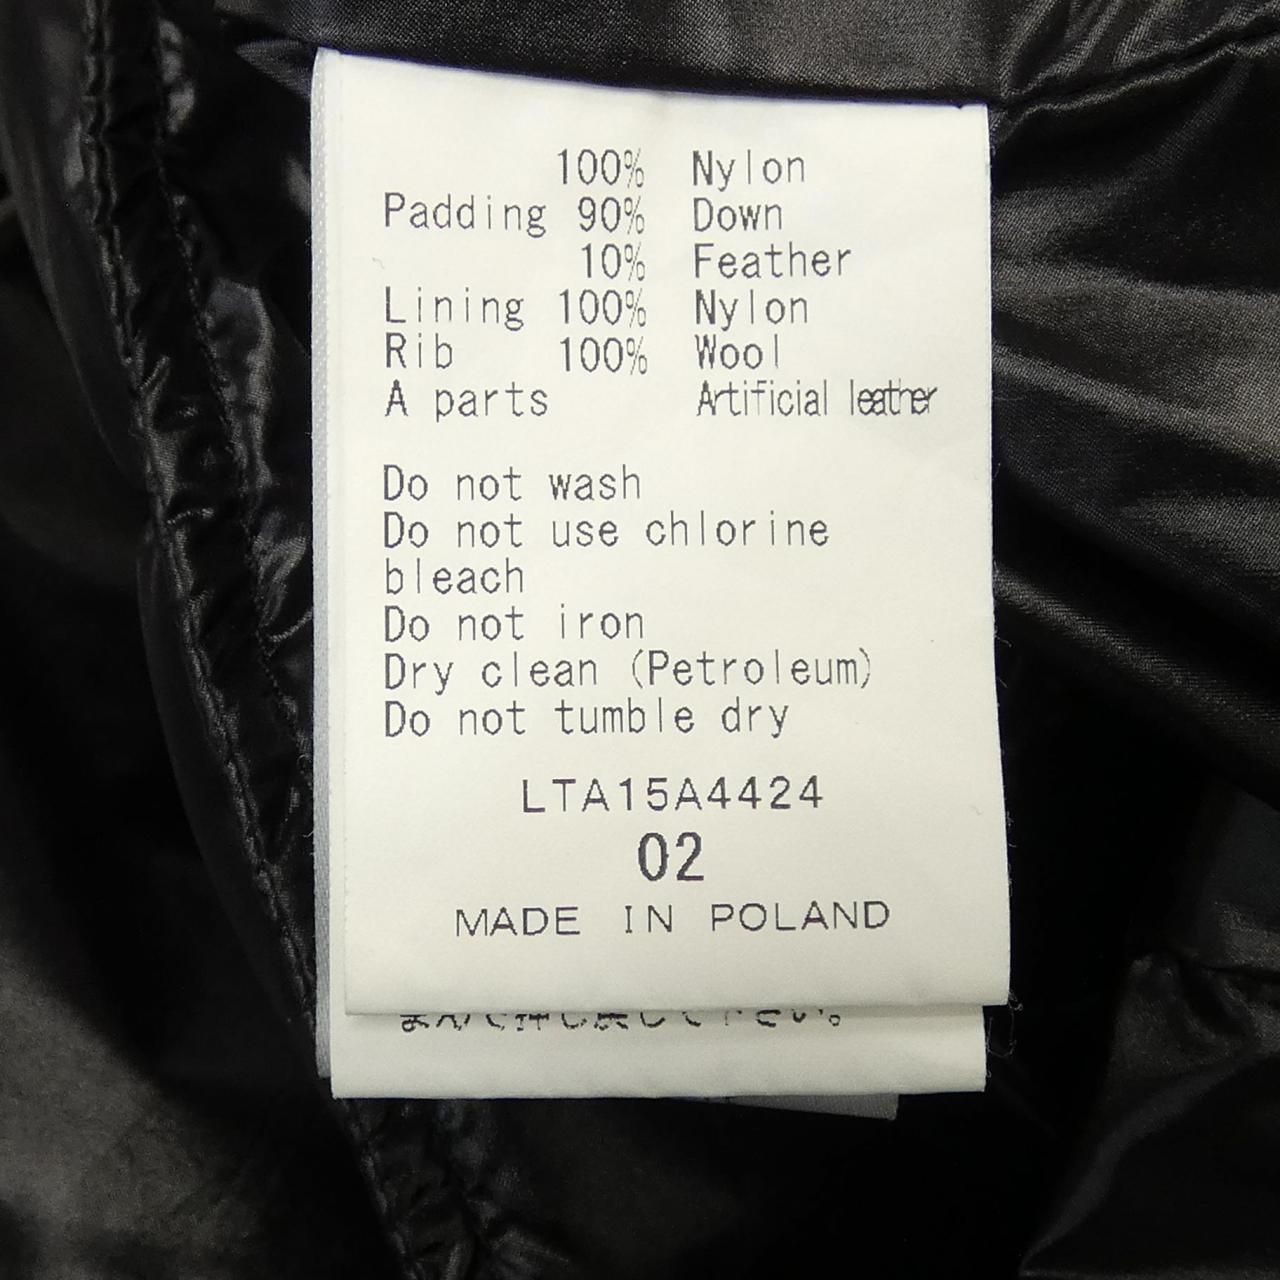 100% Nylon
Padding 90% Down
10% Feather
Lining 100% Nylon
Rib 100% Wool
A parts Artificial leather
Do not wash
Do not use chlorine
bleach
Do not iron
Dry clean (Petroleum)
Do not tumble dry
LTA15A4424
02
MADE IN POLAND